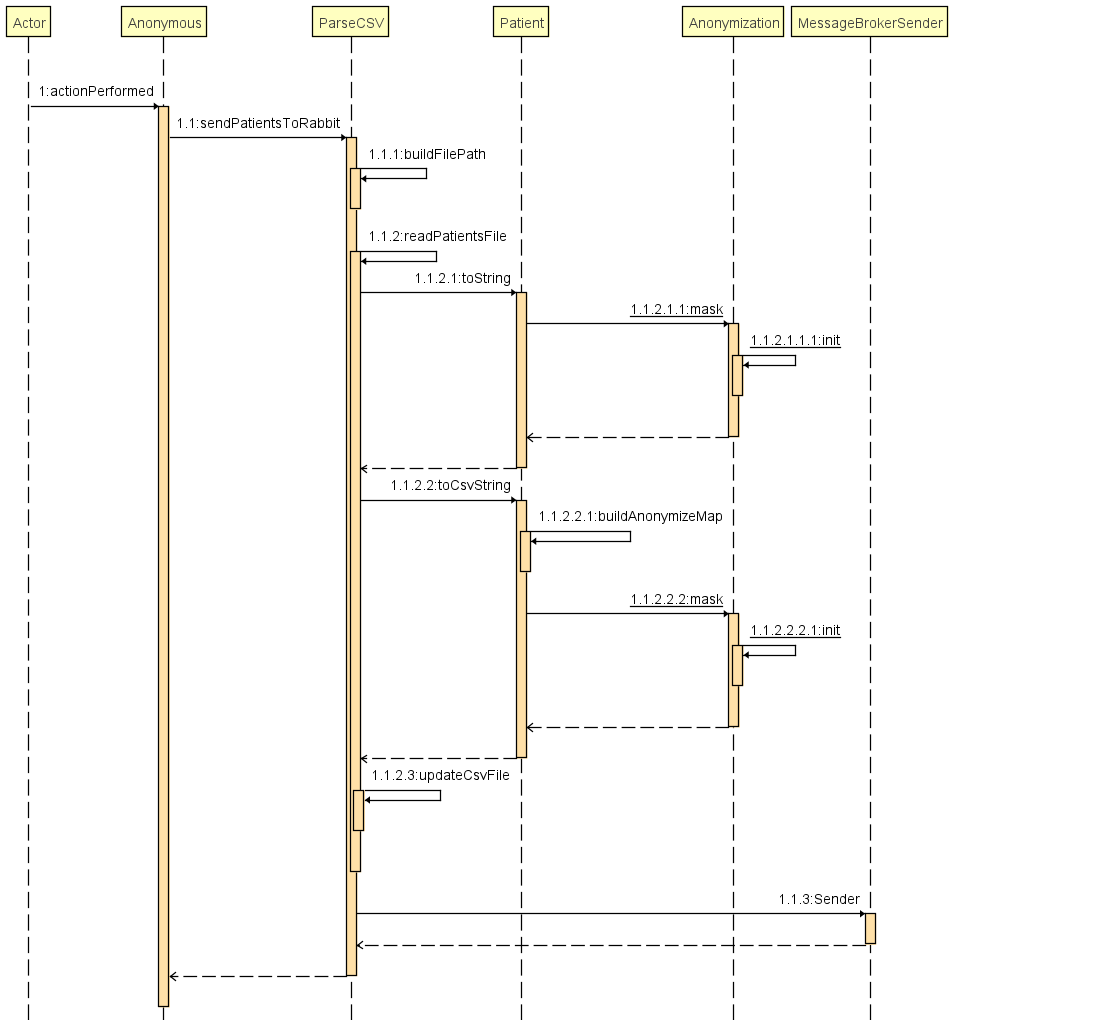 Actor
Anonymous
ParseCSV
Patient
Anonymization
MessageBrokerSender
1:actionPerformed
1.1:sendPatientsToRabbit
1.1.1:buildFilePath
1.1.2:readPatientsFile
1.1.2.1:toString
1.1.2.1.1:mask
1.1.2.1.1.1:init
1.1.2.2:toCsvString
1.1.2.2.1:buildAnonymizeMap
1.1.2.2.2:mask
1.1.2.2.2.1:init
1.1.2.3:updateCsvFile
1.1.3:Sender